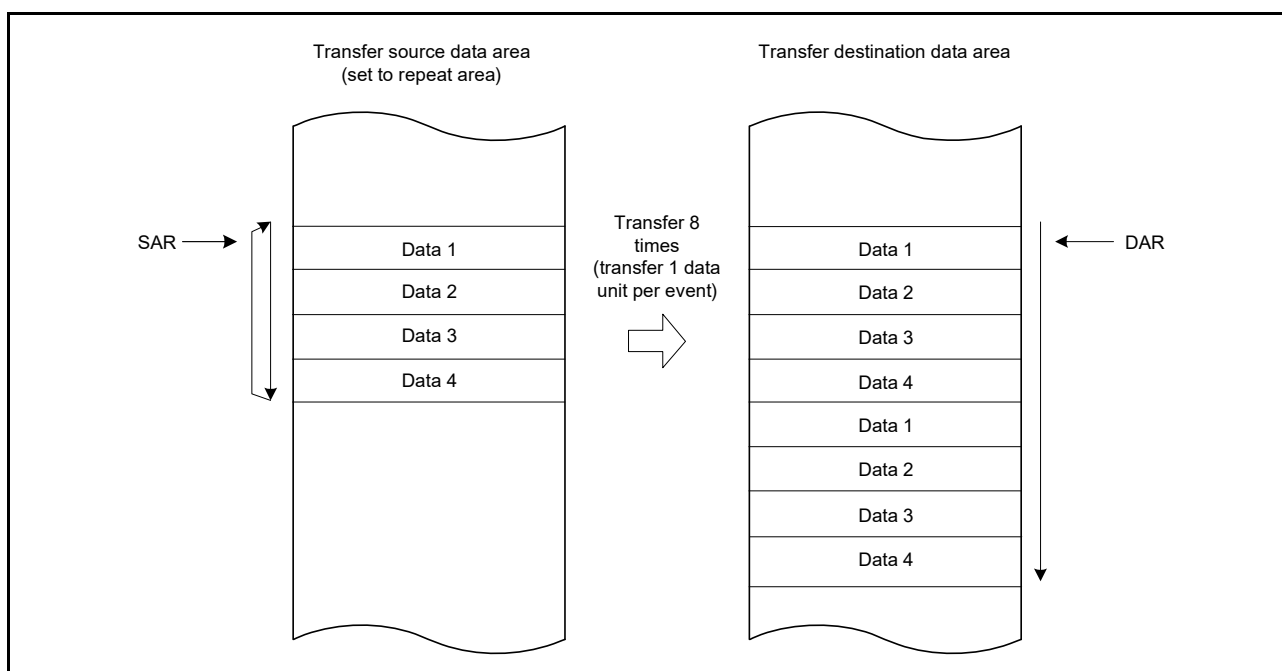 Transfer source data area
(set to repeat area)
Transfer destination data area
SAR
Data 1
Data 2
Data 3
Data 4
Transfer 8
times
(transfer 1 data
unit per event)
Data 1
Data 2
Data 3
Data 4
Data 1
Data 2
Data 3
Data 4
DAR